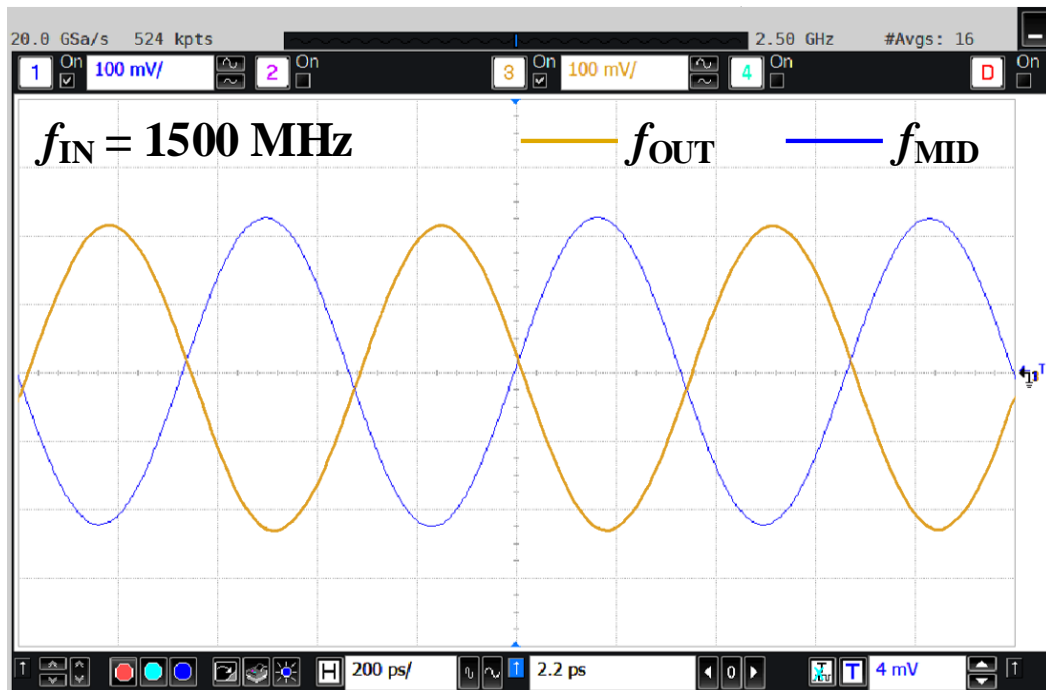 20.0 GSa/s 524 kpts 2.50 GHz #Avgs: 16
1 On 100 mV/ 2 On 3 On 100 mV/ 4 On D On
fIN = 1500 MHz fOUT fMID
T
H 200 ps/ 2.2 ps 0 T 4 mV